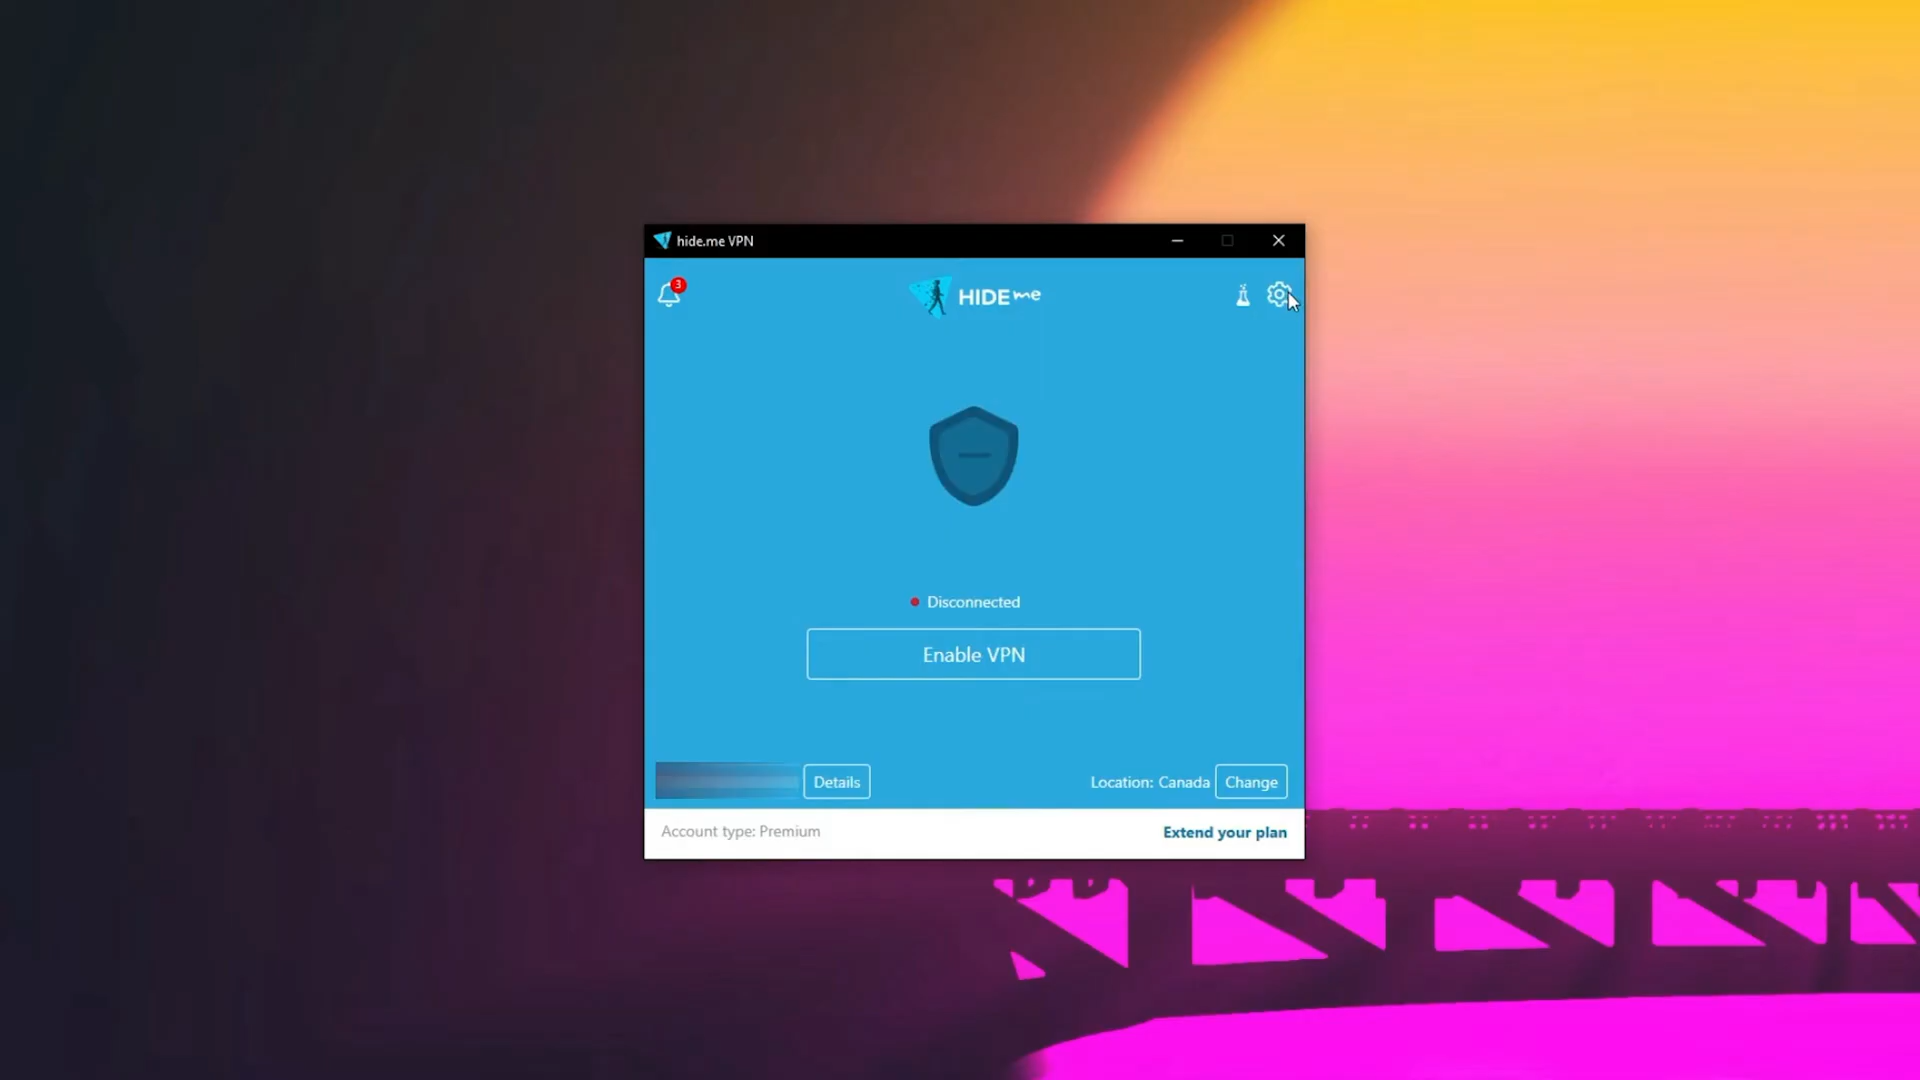 hide.me VPN
3
HIDE me
Disconnected
Enable VPN
Details
Location: Canada
Change
Account type: Premium
Extend your plan